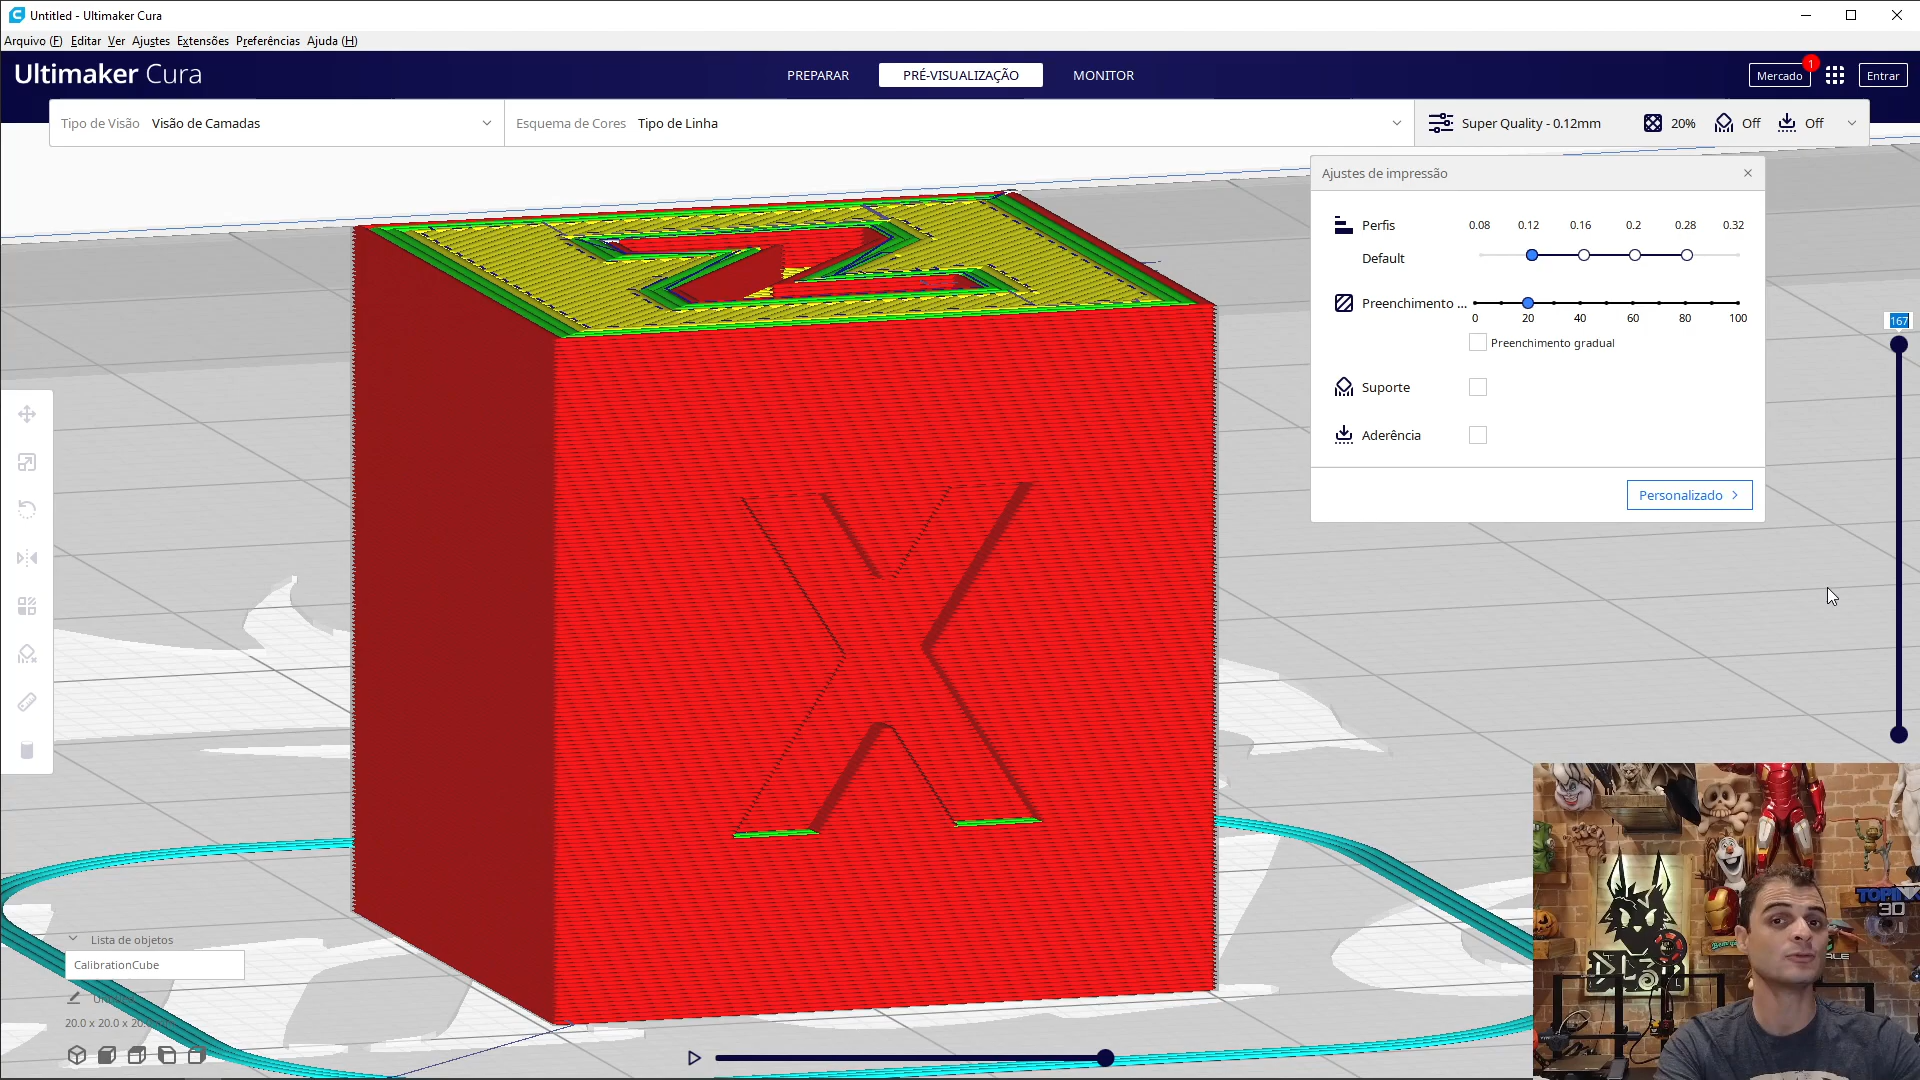 Untitled - Ultimaker Cura
Arquivo (F) Editar Ver Ajustes Extensões Preferências Ajuda (H)
Ultimaker Cura
PREPARAR
PRÉ-VISUALIZAÇÃO
MONITOR
Mercado
1
Entrar
Tipo de Visão Visão de Camadas
Esquema de Cores Tipo de Linha
Super Quality - 0.12mm
20%
Off
Off
Ajustes de impressão
Perfis
0.08 0.12 0.16 0.2 0.28 0.32
Default
Preenchimento ...
0 20 40 60 80 100
Preenchimento gradual
Suporte
Aderência
Personalizado
167
Z
X
Lista de objetos
CalibrationCube
20.0 x 20.0 x 20.
3D